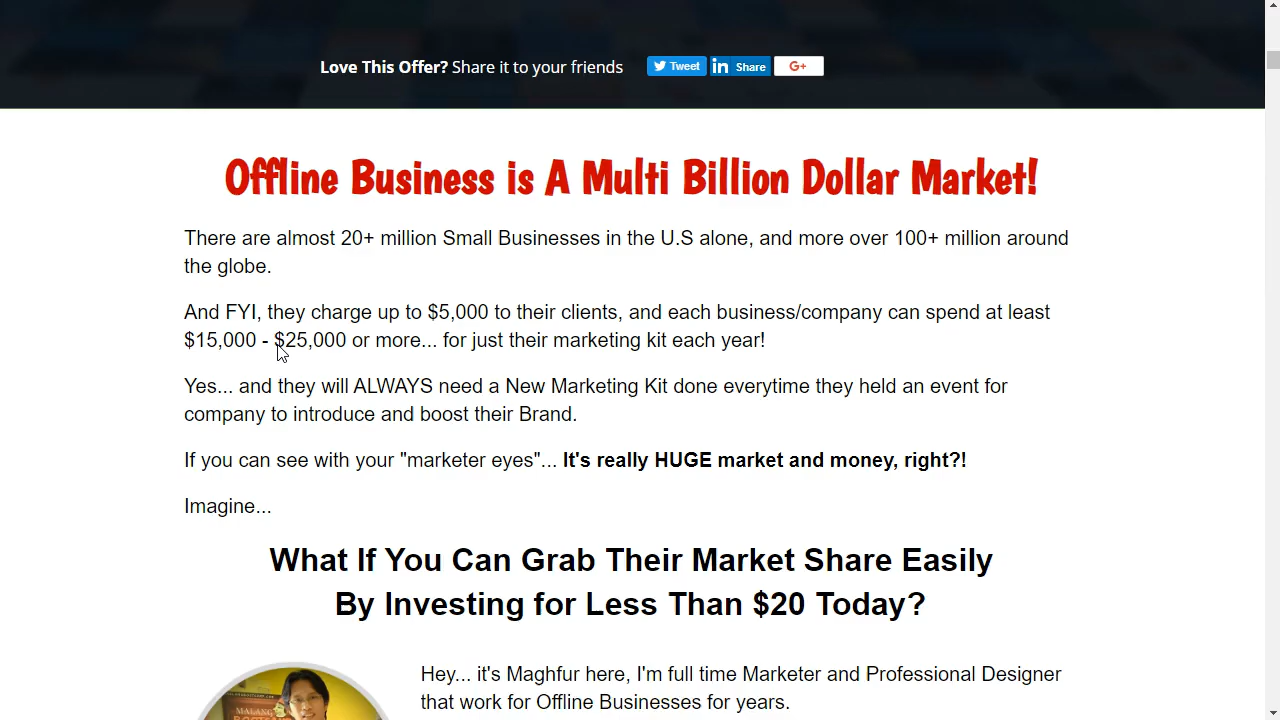 Love This Offer? Share it to your friends
Tweet
Share
G+
Offline Business is A Multi Billion Dollar Market!
There are almost 20+ million Small Businesses in the U.S alone, and more over 100+ million around
the globe.
And FYI, they charge up to $5,000 to their clients, and each business/company can spend at least
$15,000 - $25,000 or more... for just their marketing kit each year!
Yes... and they will ALWAYS need a New Marketing Kit done everytime they held an event for
company to introduce and boost their Brand.
If you can see with your "marketer eyes"... It's really HUGE market and money, right?!
Imagine...
What If You Can Grab Their Market Share Easily
By Investing for Less Than $20 Today?
Hey... it's Maghfur here, I'm full time Marketer and Professional Designer
that work for Offline Businesses for years.
MALANG